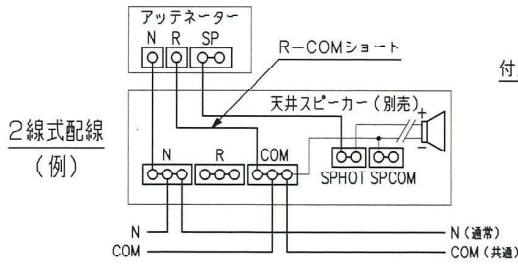 アッテネーター
N R SP
R-COMショート
付
天井スピーカー(別売)
2線式配線
(例)
+
-
N R COM
SPHOT SPCOM
N N(通常)
COM COM(共通)